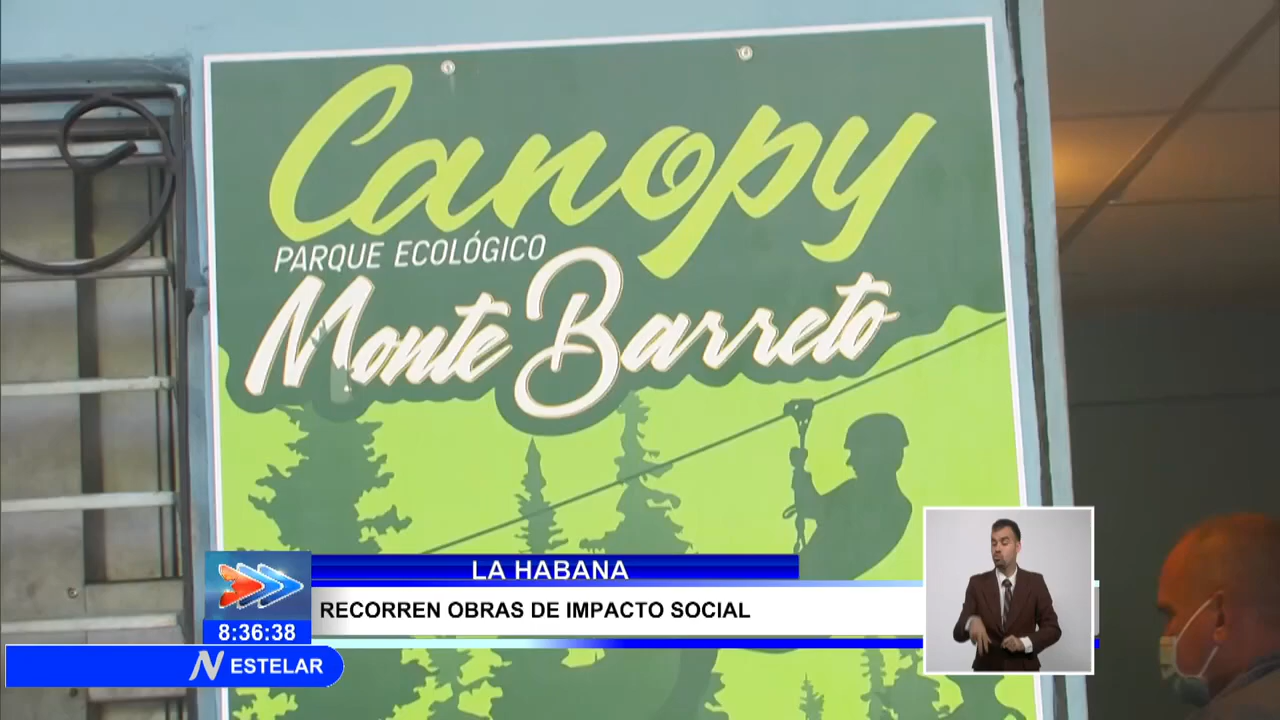 Canopy
PARQUE ECOLÓGICO
Monte Barreto
LA HABANA
RECORREN OBRAS DE IMPACTO SOCIAL
8:36:38
N ESTELAR